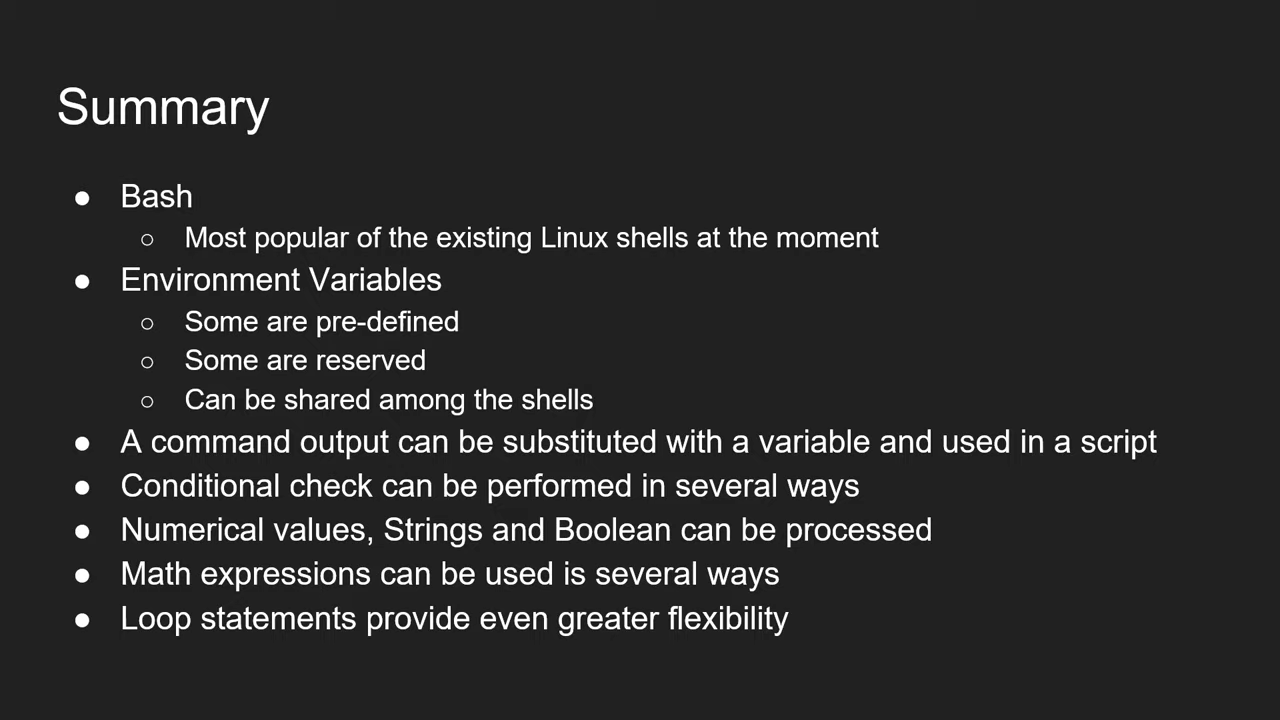 Summary
● Bash
○ Most popular of the existing Linux shells at the moment
● Environment Variables
○ Some are pre-defined
○ Some are reserved
○ Can be shared among the shells
● A command output can be substituted with a variable and used in a script
● Conditional check can be performed in several ways
● Numerical values, Strings and Boolean can be processed
● Math expressions can be used is several ways
● Loop statements provide even greater flexibility